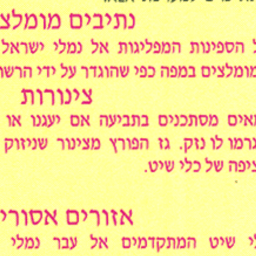 נתיבים מומלצ
הספינות המפליגות אל נמלי ישראל
מומלצים במפה כפי שהוגדר על ידי הרשו
צינורות
מאים מסתכנים בתביעה אם יעגנו או
גרמו לו נזק. גז הפורץ מצינור שניזוק
ציפה של כלי שיט.
אזורים אסורי
שיט המתקדמים אל עבר נמלי